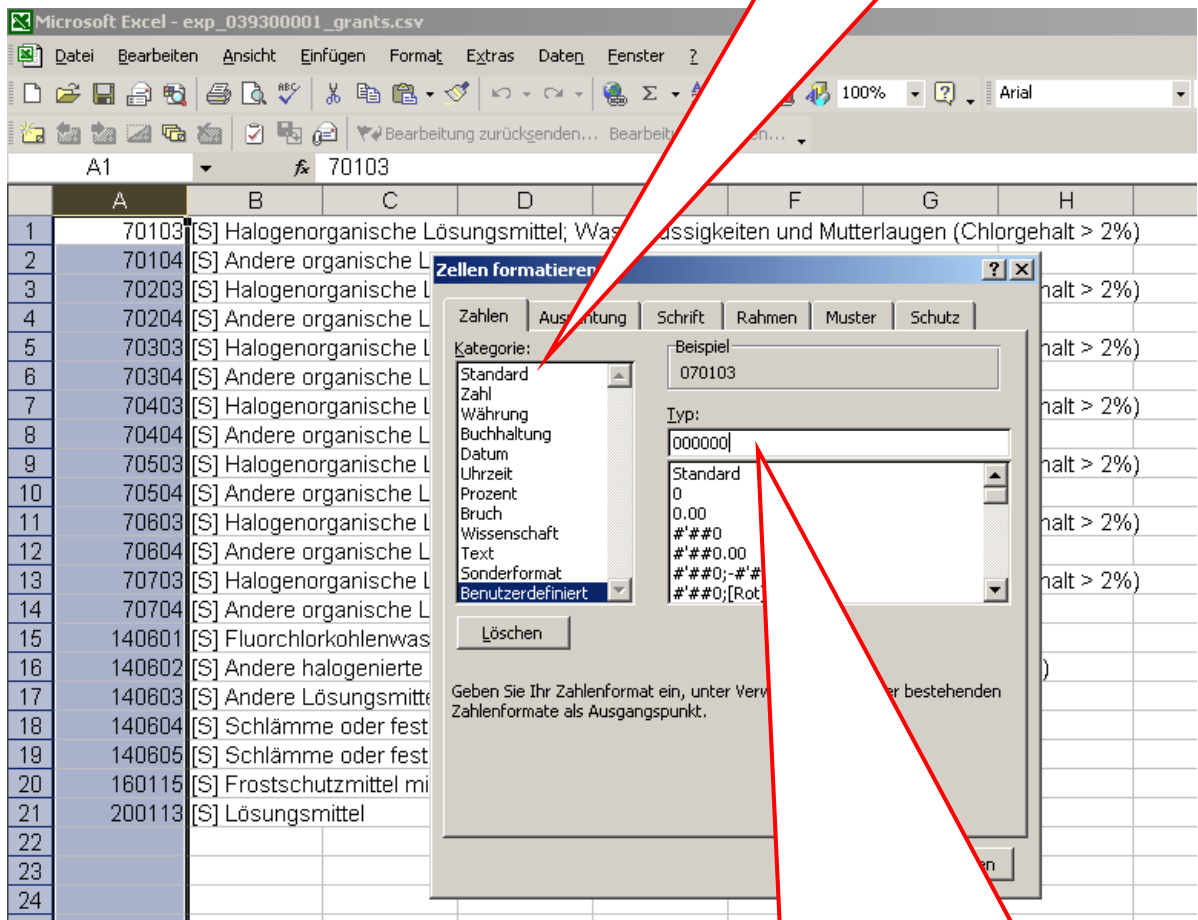 Microsoft Excel - exp_039300001_grants.csv
Datei Bearbeiten Ansicht Einfügen Format Extras Daten Fenster ?
ABC Σ 100% ? Arial
Bearbeitung zurücksenden...
A1 fx 70103
A B C D F G H
1 70103 [S] Halogenorganische Lösungsmittel; und Mutterlaugen (Chlorgehalt > 2%)
2 70104 [S] Andere organische L
3 70203 [S] Halogenorganische L halt > 2%)
4 70204 [S] Andere organische L
5 70303 [S] Halogenorganische L halt > 2%)
6 70304 [S] Andere organische L
7 70403 [S] Halogenorganische L halt > 2%)
8 70404 [S] Andere organische L
9 70503 [S] Halogenorganische L halt > 2%)
10 70504 [S] Andere organische L
11 70603 [S] Halogenorganische L halt > 2%)
12 70604 [S] Andere organische L
13 70703 [S] Halogenorganische L halt > 2%)
14 70704 [S] Andere organische L
15 140601 [S] Fluorchlorkohlenwas
16 140602 [S] Andere halogenierte )
17 140603 [S] Andere Lösungsmitte
18 140604 [S] Schlämme oder fest
19 140605 [S] Schlämme oder fest
20 160115 [S] Frostschutzmittel mi
21 200113 [S] Lösungsmittel
22
23
24
Zellen formatieren ? X
Zahlen Schrift Rahmen Muster Schutz
Kategorie:
Standard
Zahl
Währung
Buchhaltung
Datum
Uhrzeit
Prozent
Bruch
Wissenschaft
Text
Sonderformat
Benutzerdefiniert
Beispiel
070103
Typ:
000000
Standard
0
0.00
#'##0
#'##0.00
#'##0;-#'#
#'##0;[Rot]
Löschen
Geben Sie Ihr Zahlenformat ein, unter er bestehenden
Zahlenformate als Ausgangspunkt.
en